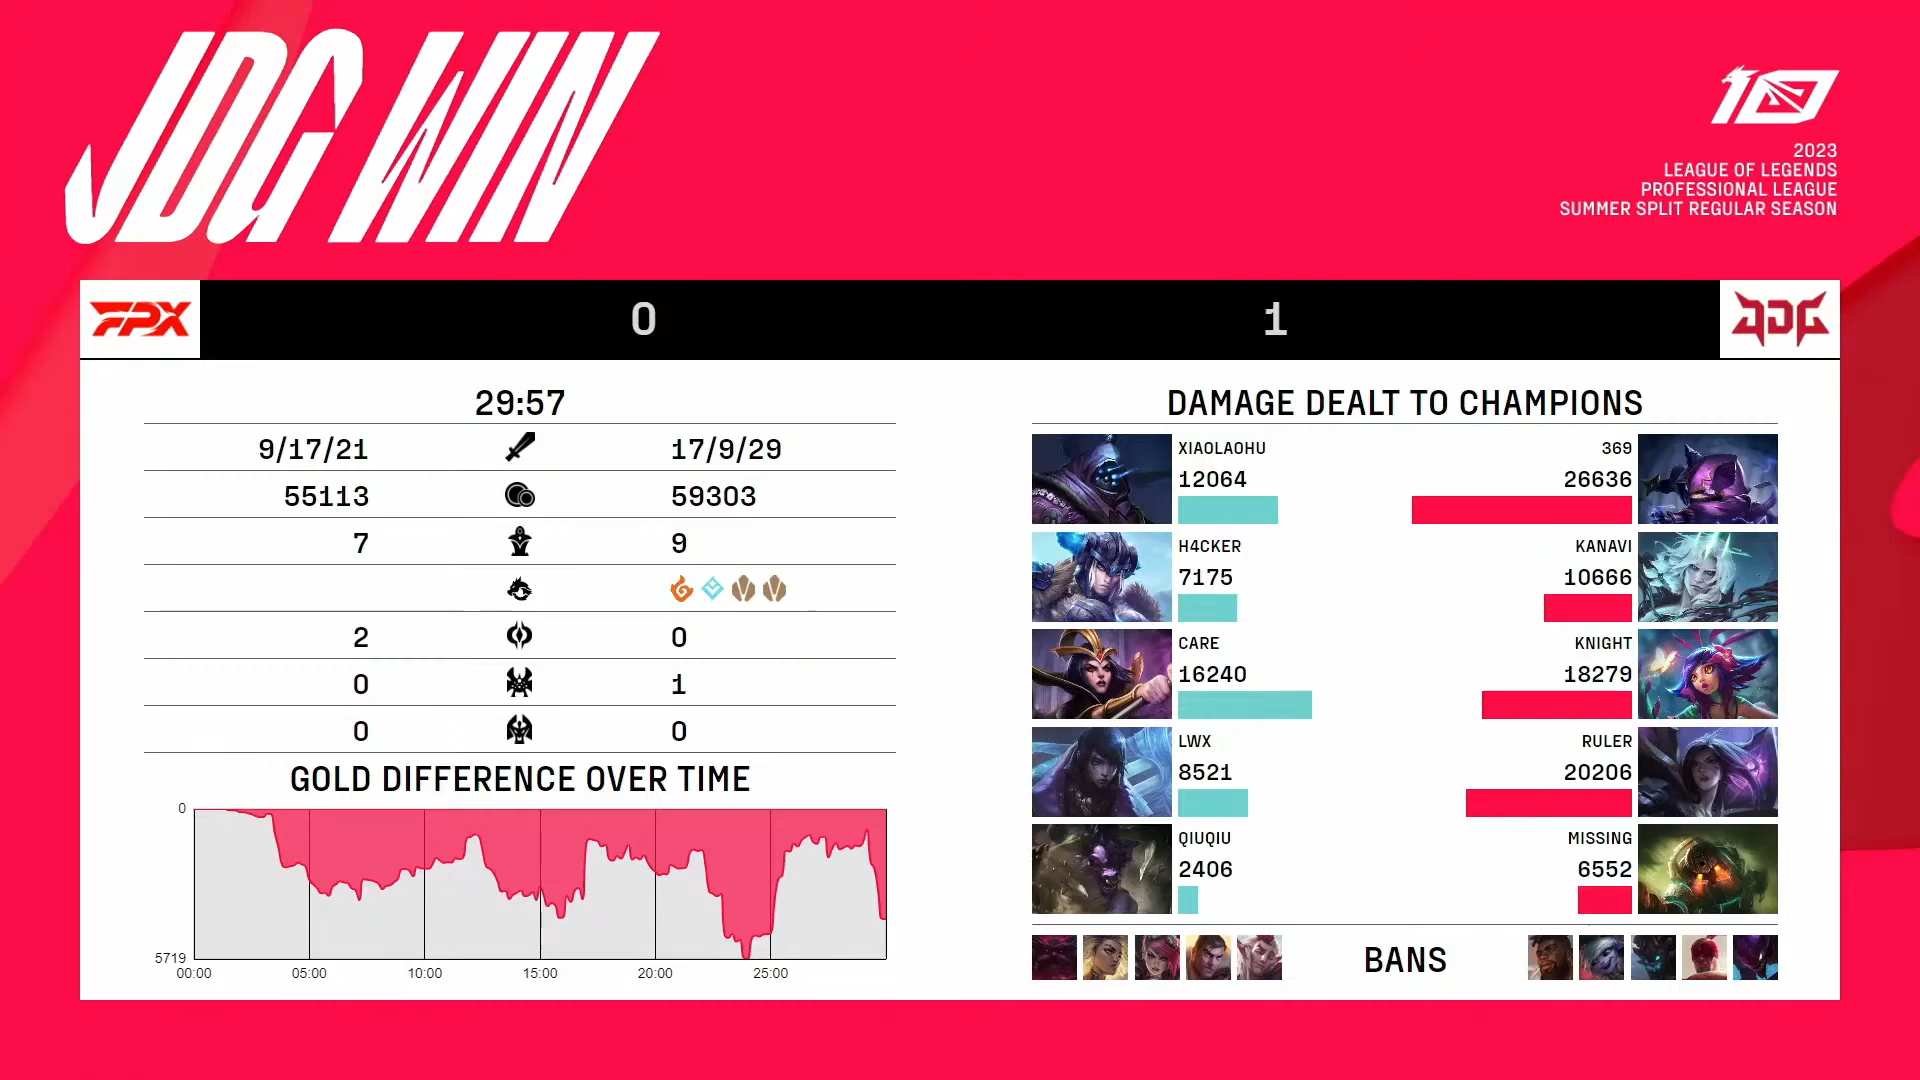 JDG WIN
10
2023
LEAGUE OF LEGENDS
PROFESSIONAL LEAGUE
SUMMER SPLIT REGULAR SEASON
FPX 0 1 JDG
29:57
9/17/21 17/9/29
55113 59303
7 9
2 0
0 1
0 0
GOLD DIFFERENCE OVER TIME
0
5719
00:00 05:00 10:00 15:00 20:00 25:00
DAMAGE DEALT TO CHAMPIONS
XIAOLAOHU 369
12064 26636
H4CKER KANAVI
7175 10666
CARE KNIGHT
16240 18279
LWX RULER
8521 20206
QIUQIU MISSING
2406 6552
BANS